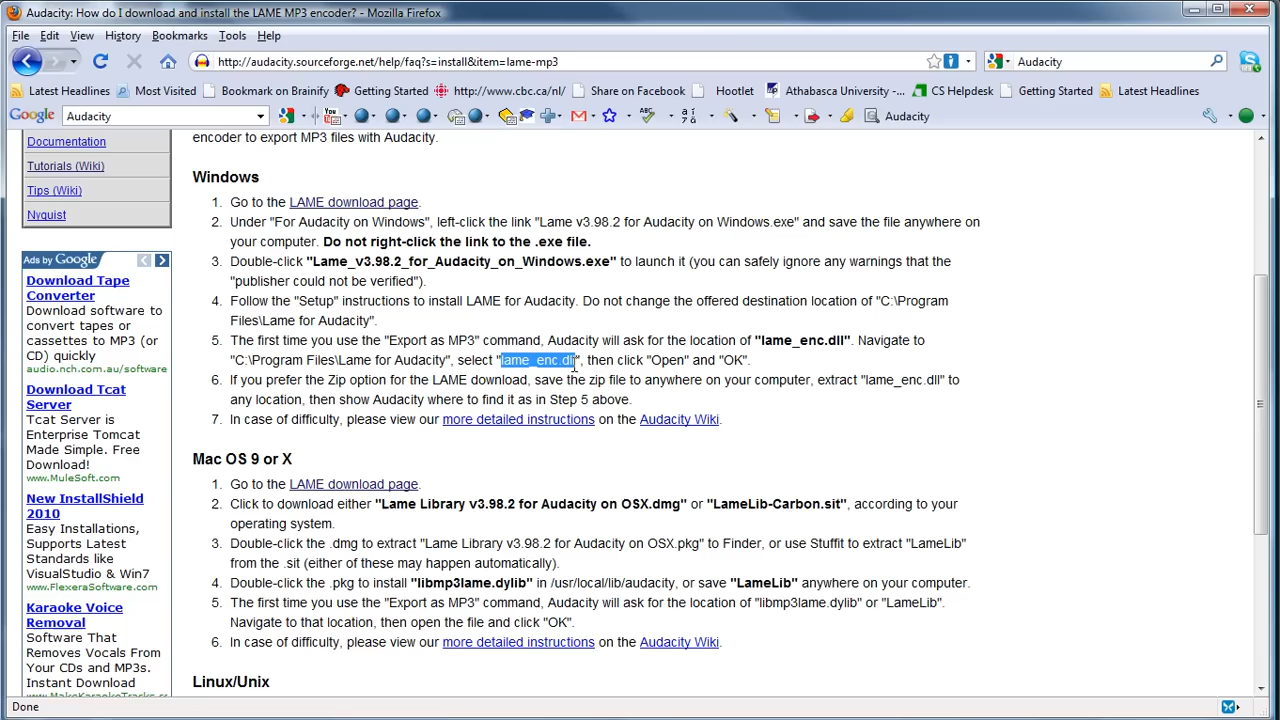 Audacity: How do I download and install the LAME MP3 encoder? - Mozilla Firefox
File Edit View History Bookmarks Tools Help
http://audacity.sourceforge.net/help/faq?s=install&item=lame-mp3
Audacity
Latest Headlines Most Visited Bookmark on Brainify Getting Started http://www.cbc.ca/nl/ Share on Facebook Hootlet Athabasca University -... CS Helpdesk Getting Started Latest Headlines
Google Audacity Audacity
Documentation
Tutorials (Wiki)
Tips (Wiki)
Nyquist
Ads by Google
Download Tape
Converter
Download software
to convert tapes or
cassettes to MP3 (or
CD) quickly
audio.nch.com.au/software
Download Tcat
Server
Tcat Server is
Enterprise Tomcat
Made Simple. Free
Download!
www.MuleSoft.com
New InstallShield
2010
Easy Installations,
Supports Latest
Standards like
VisualStudio & Win7
www.FlexeraSoftware.com
Karaoke Voice
Removal
Software That
Removes Vocals From
Your CDs and MP3s.
Instant Download
encoder to export MP3 files with Audacity.
Windows
1. Go to the LAME download page.
2. Under "For Audacity on Windows", left-click the link "Lame v3.98.2 for Audacity on Windows.exe" and save the file anywhere on
your computer. Do not right-click the link to the .exe file.
3. Double-click "Lame_v3.98.2_for_Audacity_on_Windows.exe" to launch it (you can safely ignore any warnings that the
"publisher could not be verified").
4. Follow the "Setup" instructions to install LAME for Audacity. Do not change the offered destination location of "C:\Program
Files\Lame for Audacity".
5. The first time you use the "Export as MP3" command, Audacity will ask for the location of "lame_enc.dll". Navigate to
"C:\Program Files\Lame for Audacity", select "lame_enc.dll", then click "Open" and "OK".
6. If you prefer the Zip option for the LAME download, save the zip file to anywhere on your computer, extract "lame_enc.dll" to
any location, then show Audacity where to find it as in Step 5 above.
7. In case of difficulty, please view our more detailed instructions on the Audacity Wiki.
Mac OS 9 or X
1. Go to the LAME download page.
2. Click to download either "Lame Library v3.98.2 for Audacity on OSX.dmg" or "LameLib-Carbon.sit", according to your
operating system.
3. Double-click the .dmg to extract "Lame Library v3.98.2 for Audacity on OSX.pkg" to Finder, or use Stuffit to extract "LameLib"
from the .sit (either of these may happen automatically).
4. Double-click the .pkg to install "libmp3lame.dylib" in /usr/local/lib/audacity, or save "LameLib" anywhere on your computer.
5. The first time you use the "Export as MP3" command, Audacity will ask for the location of "libmp3lame.dylib" or "LameLib".
Navigate to that location, then open the file and click "OK".
6. In case of difficulty, please view our more detailed instructions on the Audacity Wiki.
Linux/Unix
Done